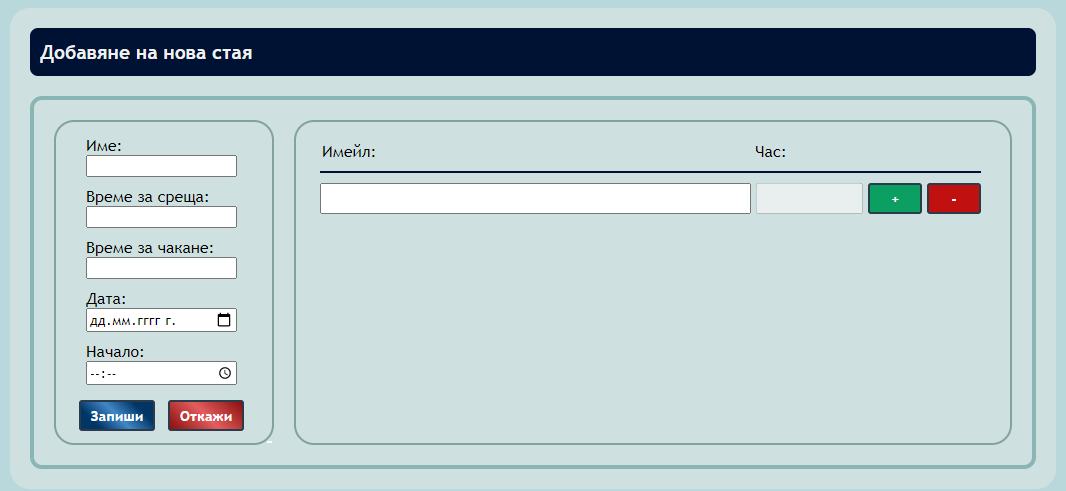 Добавяне на нова стая
Име:
Време за среща:
Време за чакане:
Дата:
дд.мм.гггг г.
Начало:
--:--
Запиши Откажи
Имейл: Час:
+ -